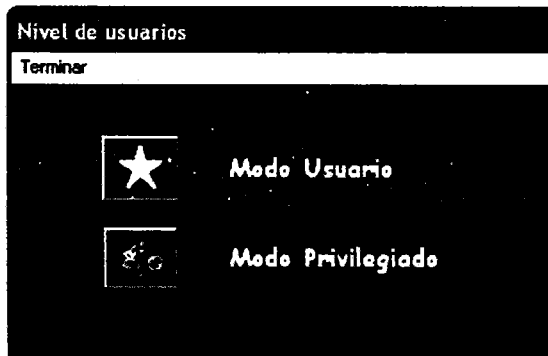 Nivel de usuarios
Terminar
Modo Usuario
Modo Privilegiado